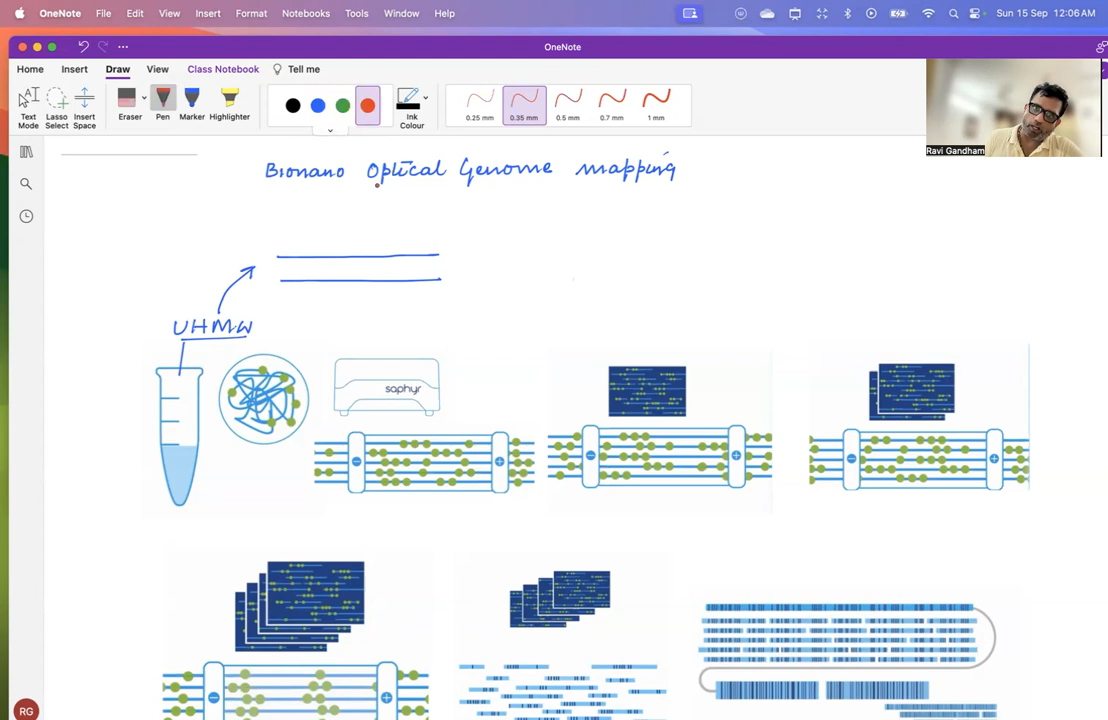 OneNote File Edit View Insert Format Notebooks Tools Window Help Sun 15 Sep 12:06 AM
OneNote
Home Insert Draw View Class Notebook Tell me
Text Mode Lasso Select Insert Space Eraser Pen Marker Highlighter Ink Colour 0.25 mm 0.35 mm 0.5 mm 0.7 mm 1 mm
Ravi Gandham
Bionano Optical Genome mapping
UHMW
saphyr
RG